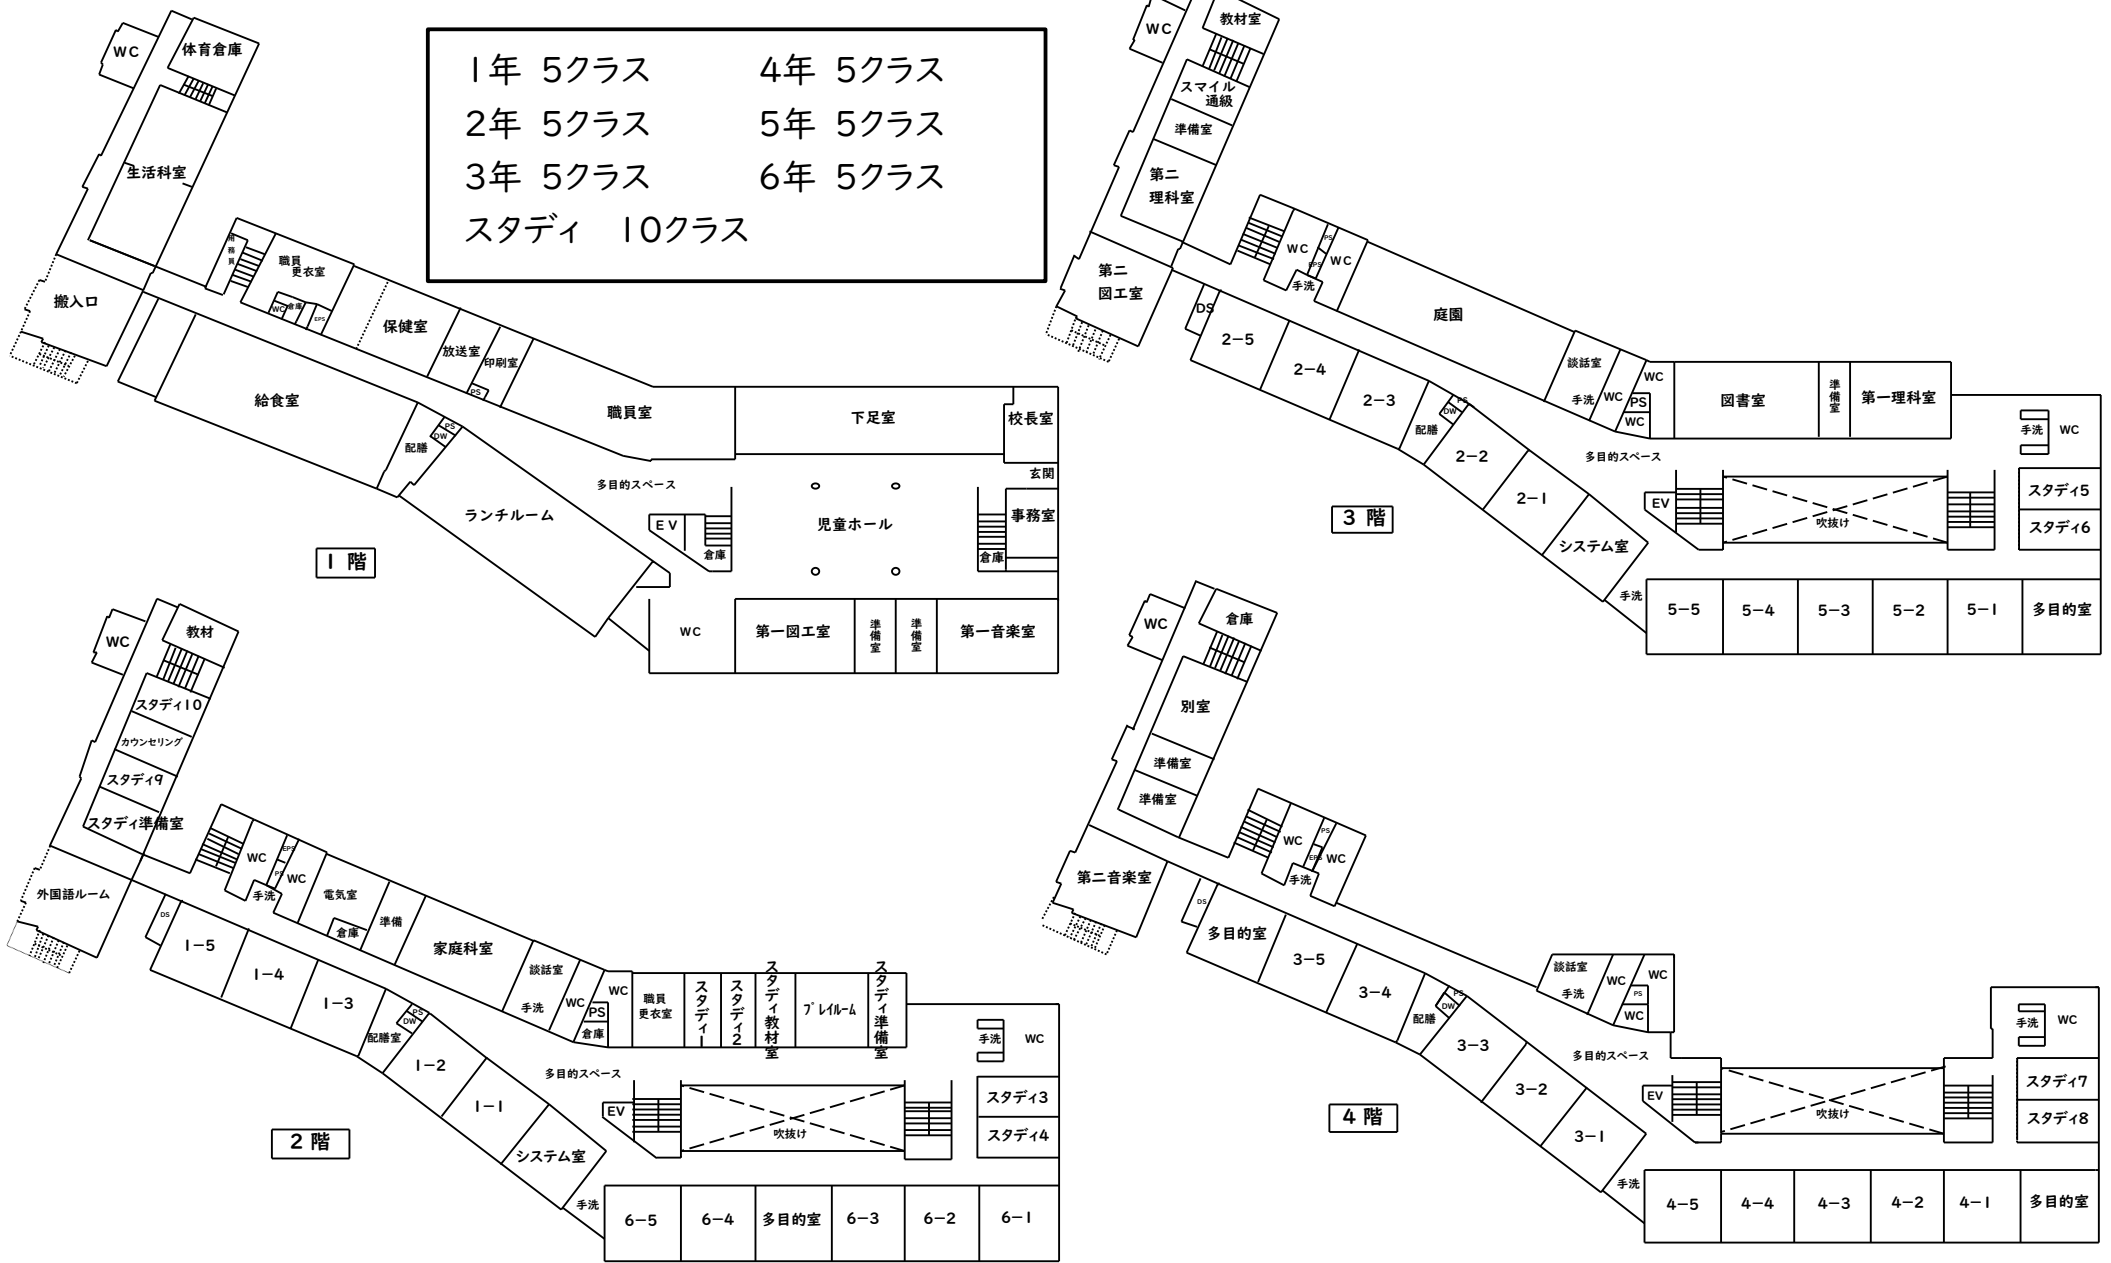 1年 5クラス 4年 5クラス
2年 5クラス 5年 5クラス
3年 5クラス 6年 5クラス
スタディ 10クラス
WC
体育倉庫
生活科室
搬入口
用務員
職員
更衣室
WC
倉庫
EPS
保健室
放送室
印刷室
PS
給食室
配膳
PS
DW
職員室
下足室
校長室
玄関
多目的スペース
ランチルーム
EV
倉庫
児童ホール
事務室
倉庫
WC
第一図工室
準備室
準備室
第一音楽室
1階
WC
教材
スタディ10
カウンセリング
スタディ9
スタディ準備室
外国語ルーム
WC
EPS
PS
WC
手洗
電気室
倉庫
準備
家庭科室
談話室
手洗
WC
WC
PS
倉庫
職員
更衣室
スタディ1
スタディ2
スタディ教材室
プレイルーム
スタディ準備室
手洗
WC
DS
1-5
1-4
1-3
配膳室
PS
DW
1-2
1-1
システム室
多目的スペース
EV
吹抜け
スタディ3
スタディ4
手洗
6-5
6-4
多目的室
6-3
6-2
6-1
2階
WC
教材室
スマイル
通級
準備室
第二
理科室
第二
図工室
WC
PS
EPS
WC
手洗
庭園
談話室
手洗
WC
WC
PS
WC
図書室
準備室
第一理科室
手洗
WC
DS
2-5
2-4
2-3
配膳
PS
DW
2-2
2-1
システム室
多目的スペース
EV
吹抜け
スタディ5
スタディ6
手洗
5-5
5-4
5-3
5-2
5-1
多目的室
3階
WC
倉庫
別室
準備室
準備室
第二音楽室
WC
PS
EPS
WC
手洗
談話室
手洗
WC
WC
PS
WC
手洗
WC
DS
多目的室
3-5
3-4
配膳
PS
DW
3-3
3-2
3-1
多目的スペース
EV
吹抜け
スタディ7
スタディ8
手洗
4-5
4-4
4-3
4-2
4-1
多目的室
4階